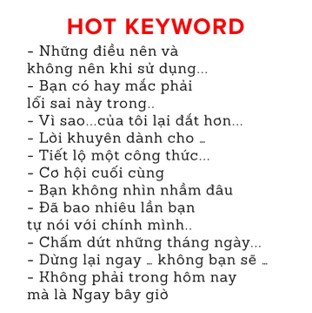 HOT KEYWORD
- Những điều nên và
không nên khi sử dụng...
- Bạn có hay mắc phải
lỗi sai này trong..
- Vì sao...của tôi lại đắt hơn...
- Lời khuyên dành cho …
- Tiết lộ một công thức...
- Cơ hội cuối cùng
- Bạn không nhìn nhầm đâu
- Đã bao nhiêu lần bạn
tự nói với chính mình..
- Chấm dứt những tháng ngày...
- Dừng lại ngay … không bạn sẽ …
- Không phải trong hôm nay
mà là Ngay bây giờ